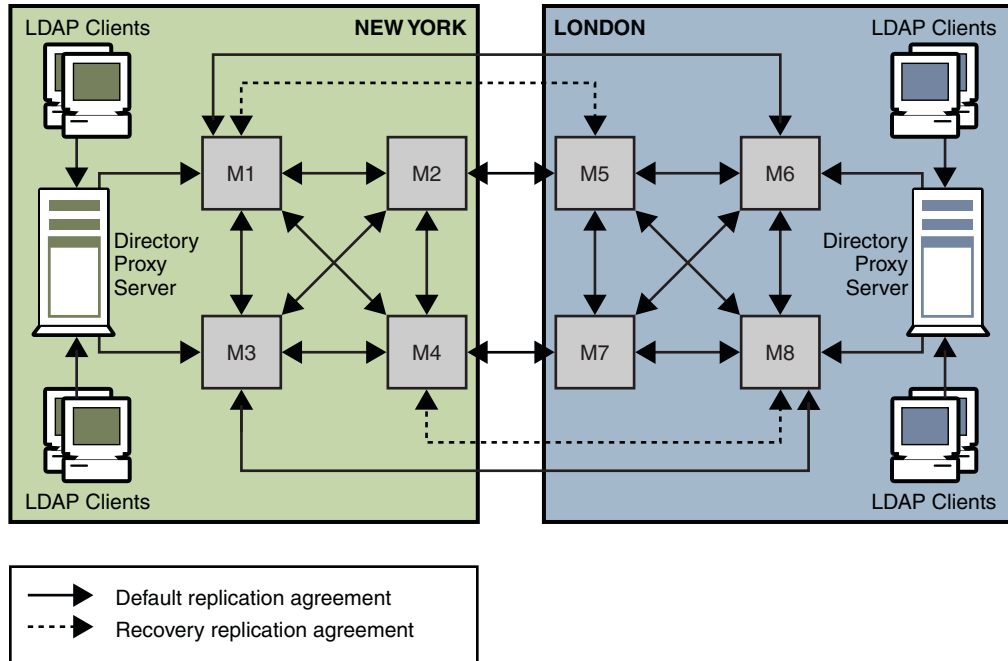 LDAP Clients
NEW YORK
LONDON
LDAP Clients
M1
M2
M5
M6
Directory
Proxy
Server
Directory
Proxy
Server
M3
M4
M7
M8
LDAP Clients
LDAP Clients
Default replication agreement
Recovery replication agreement